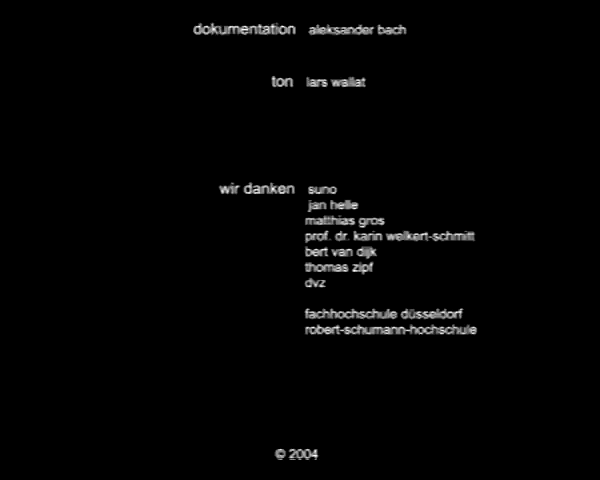 dokumentation aleksander bach
ton lars wallat
wir danken suno
jan helle
matthias gros
prof. dr. karin welkert-schmitt
bert van dijk
thomas zipf
dvz
fachhochschule düsseldorf
robert-schumann-hochschule
© 2004